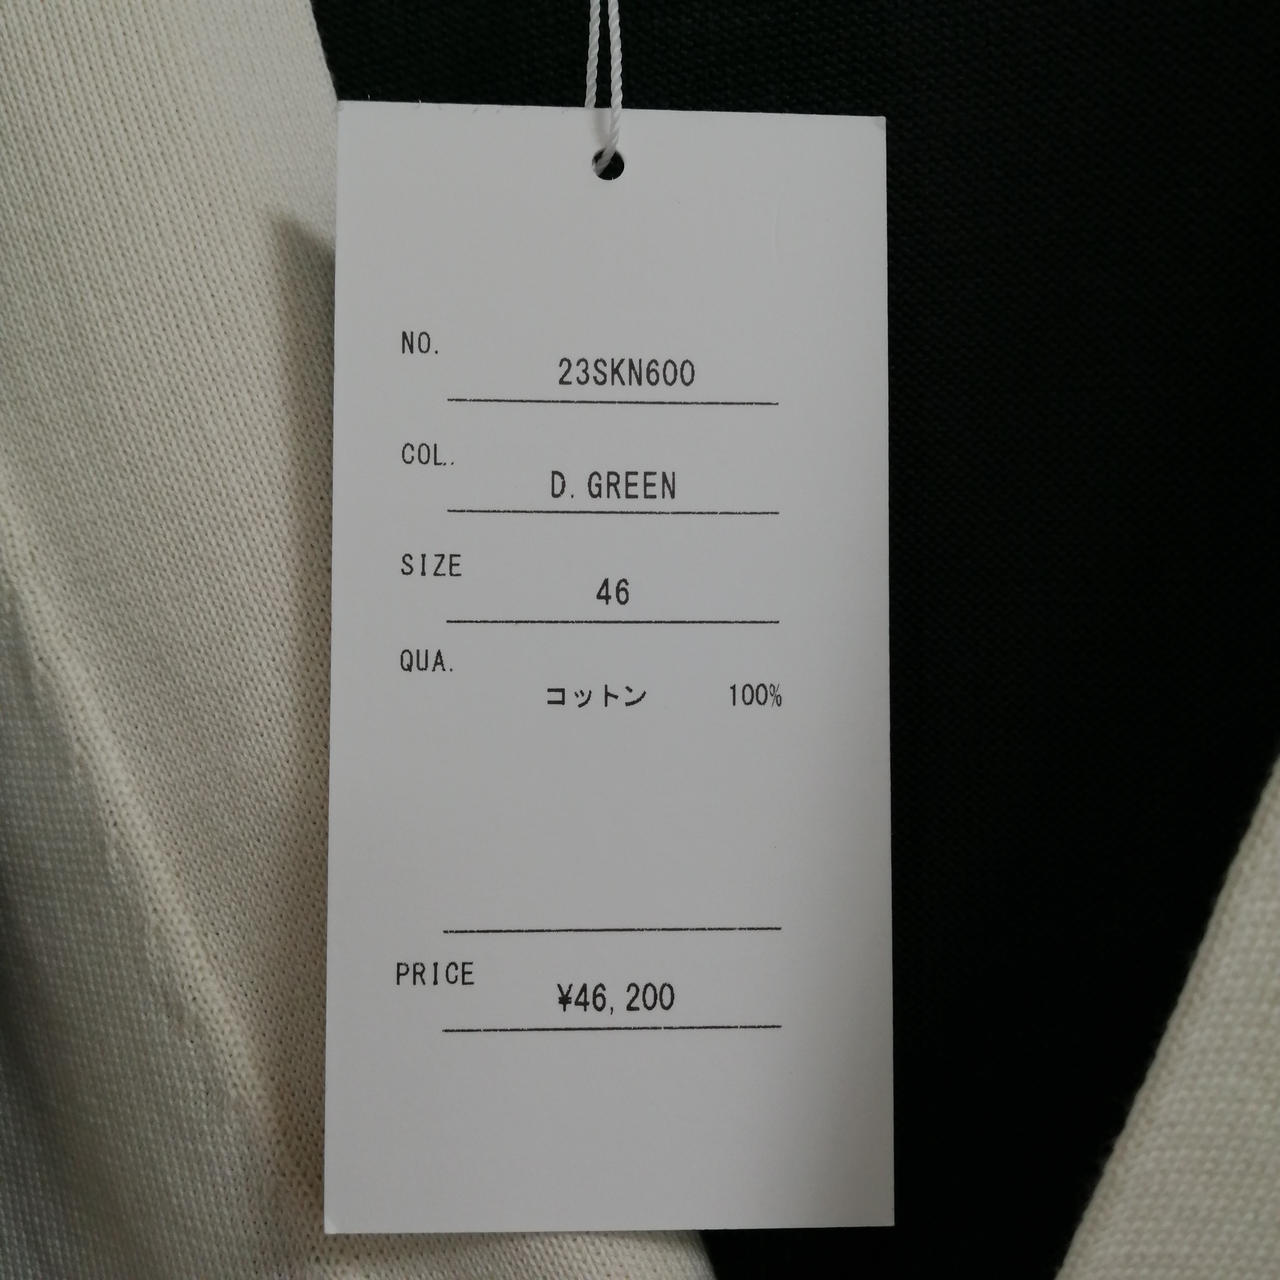 NO.
23SKN600
COL.
D. GREEN
SIZE
46
QUA.
コットン 100%
PRICE
¥46,200